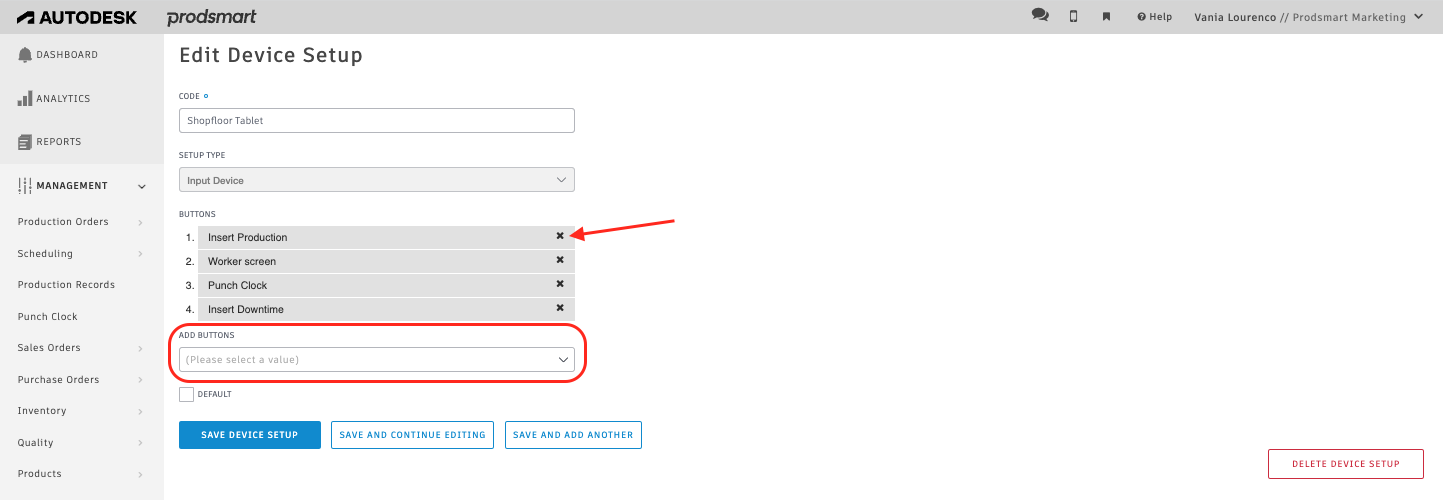 AUTODESK prodsmart
Help Vania Lourenco // Prodsmart Marketing
DASHBOARD
ANALYTICS
REPORTS
MANAGEMENT
Production Orders
Scheduling
Production Records
Punch Clock
Sales Orders
Purchase Orders
Inventory
Quality
Products
Edit Device Setup
CODE
Shopfloor Tablet
SETUP TYPE
Input Device
BUTTONS
1. Insert Production
2. Worker screen
3. Punch Clock
4. Insert Downtime
ADD BUTTONS
(Please select a value)
DEFAULT
SAVE DEVICE SETUP SAVE AND CONTINUE EDITING SAVE AND ADD ANOTHER
DELETE DEVICE SETUP